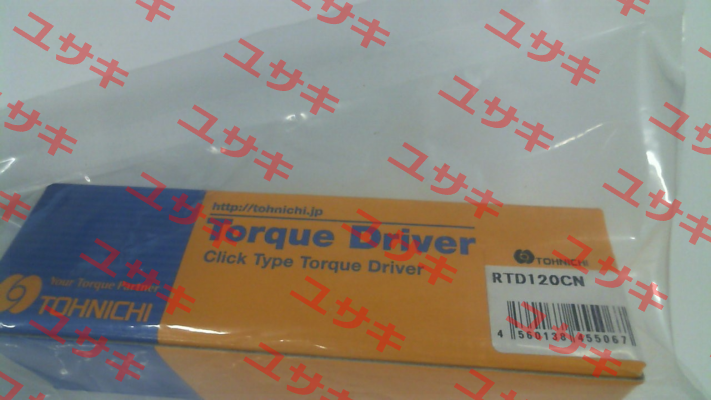 http://tohnichi.jp
Torque Driver
Click Type Torque Driver
Your Torque Partner
TOHNICHI
TOHNICHI
RTD120CN
ユサキ